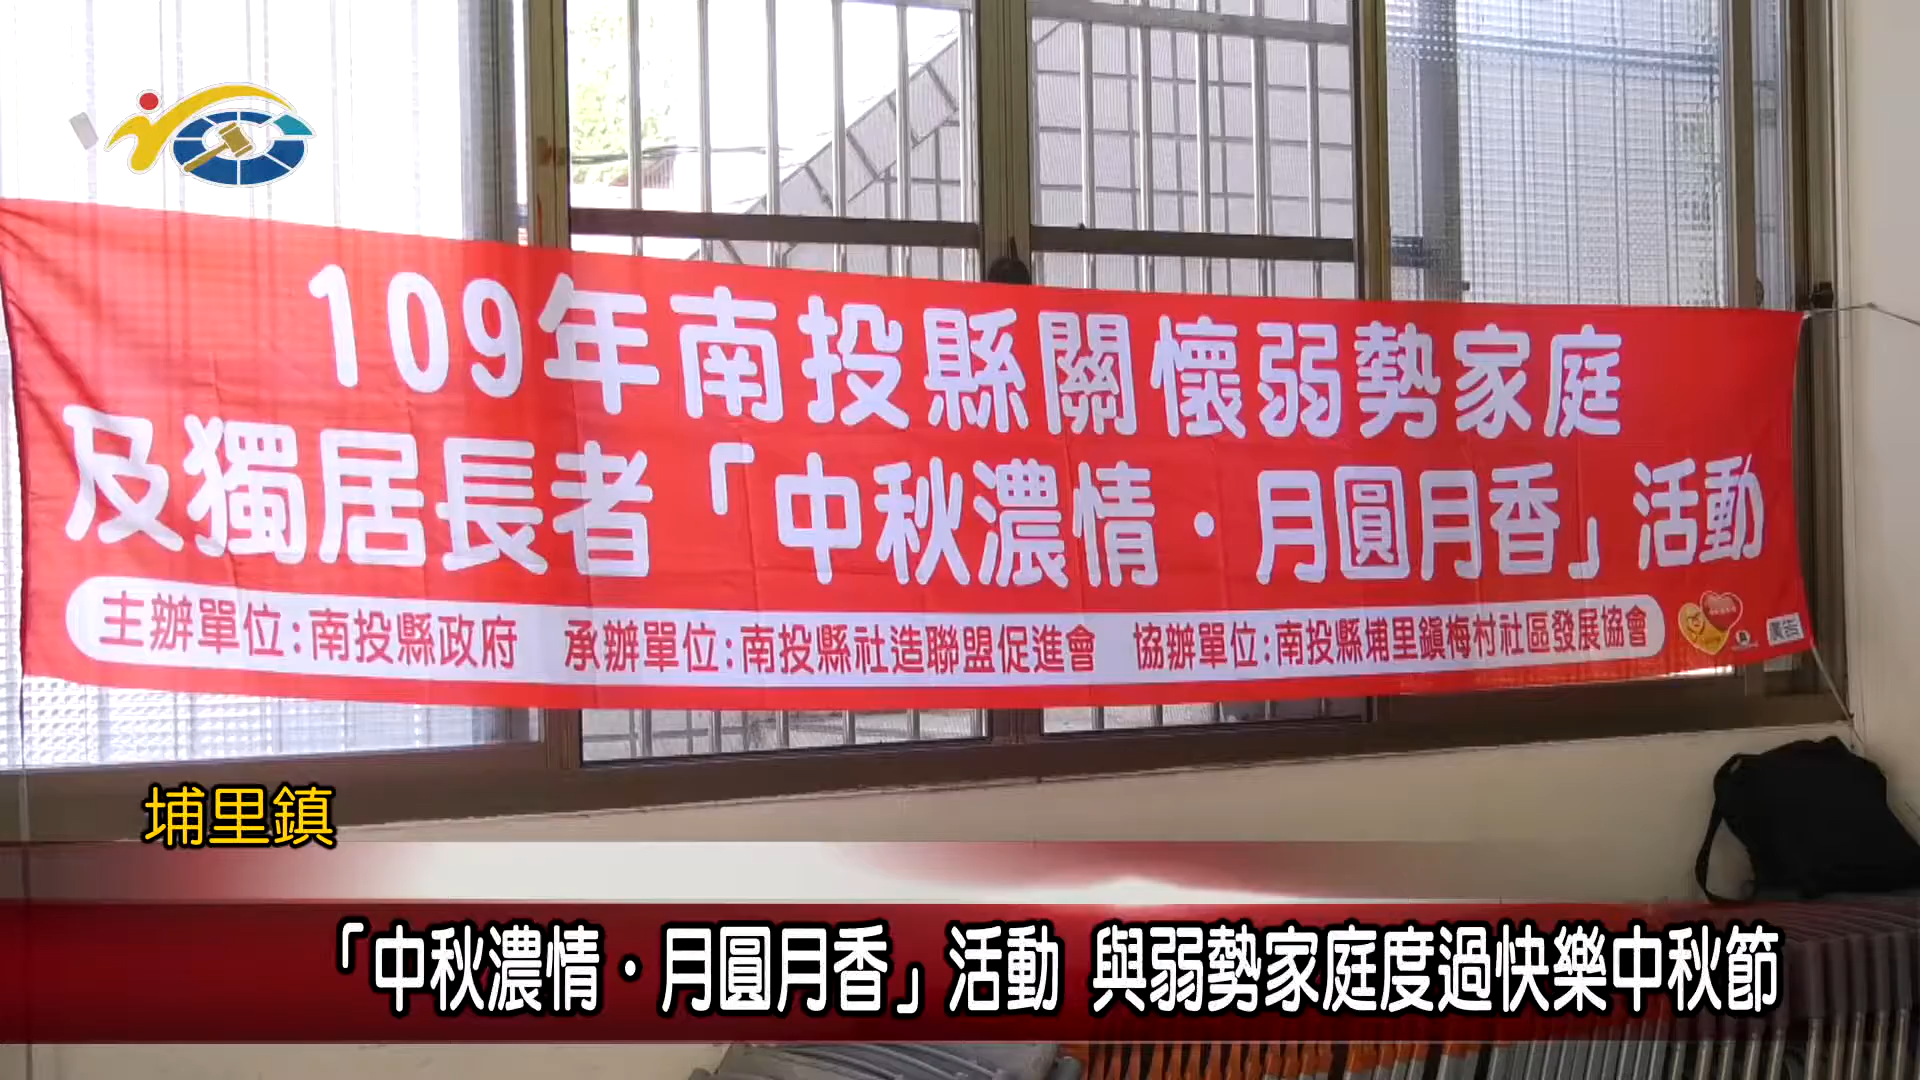 109年南投縣關懷弱勢家庭
及獨居長者「中秋濃情·月圓月香」活動
主辦單位:南投縣政府 承辦單位:南投縣社造聯盟促進會 協辦單位:南投縣埔里鎮梅村社區發展協會
廣告
埔里鎮
「中秋濃情·月圓月香」活動 與弱勢家庭度過快樂中秋節